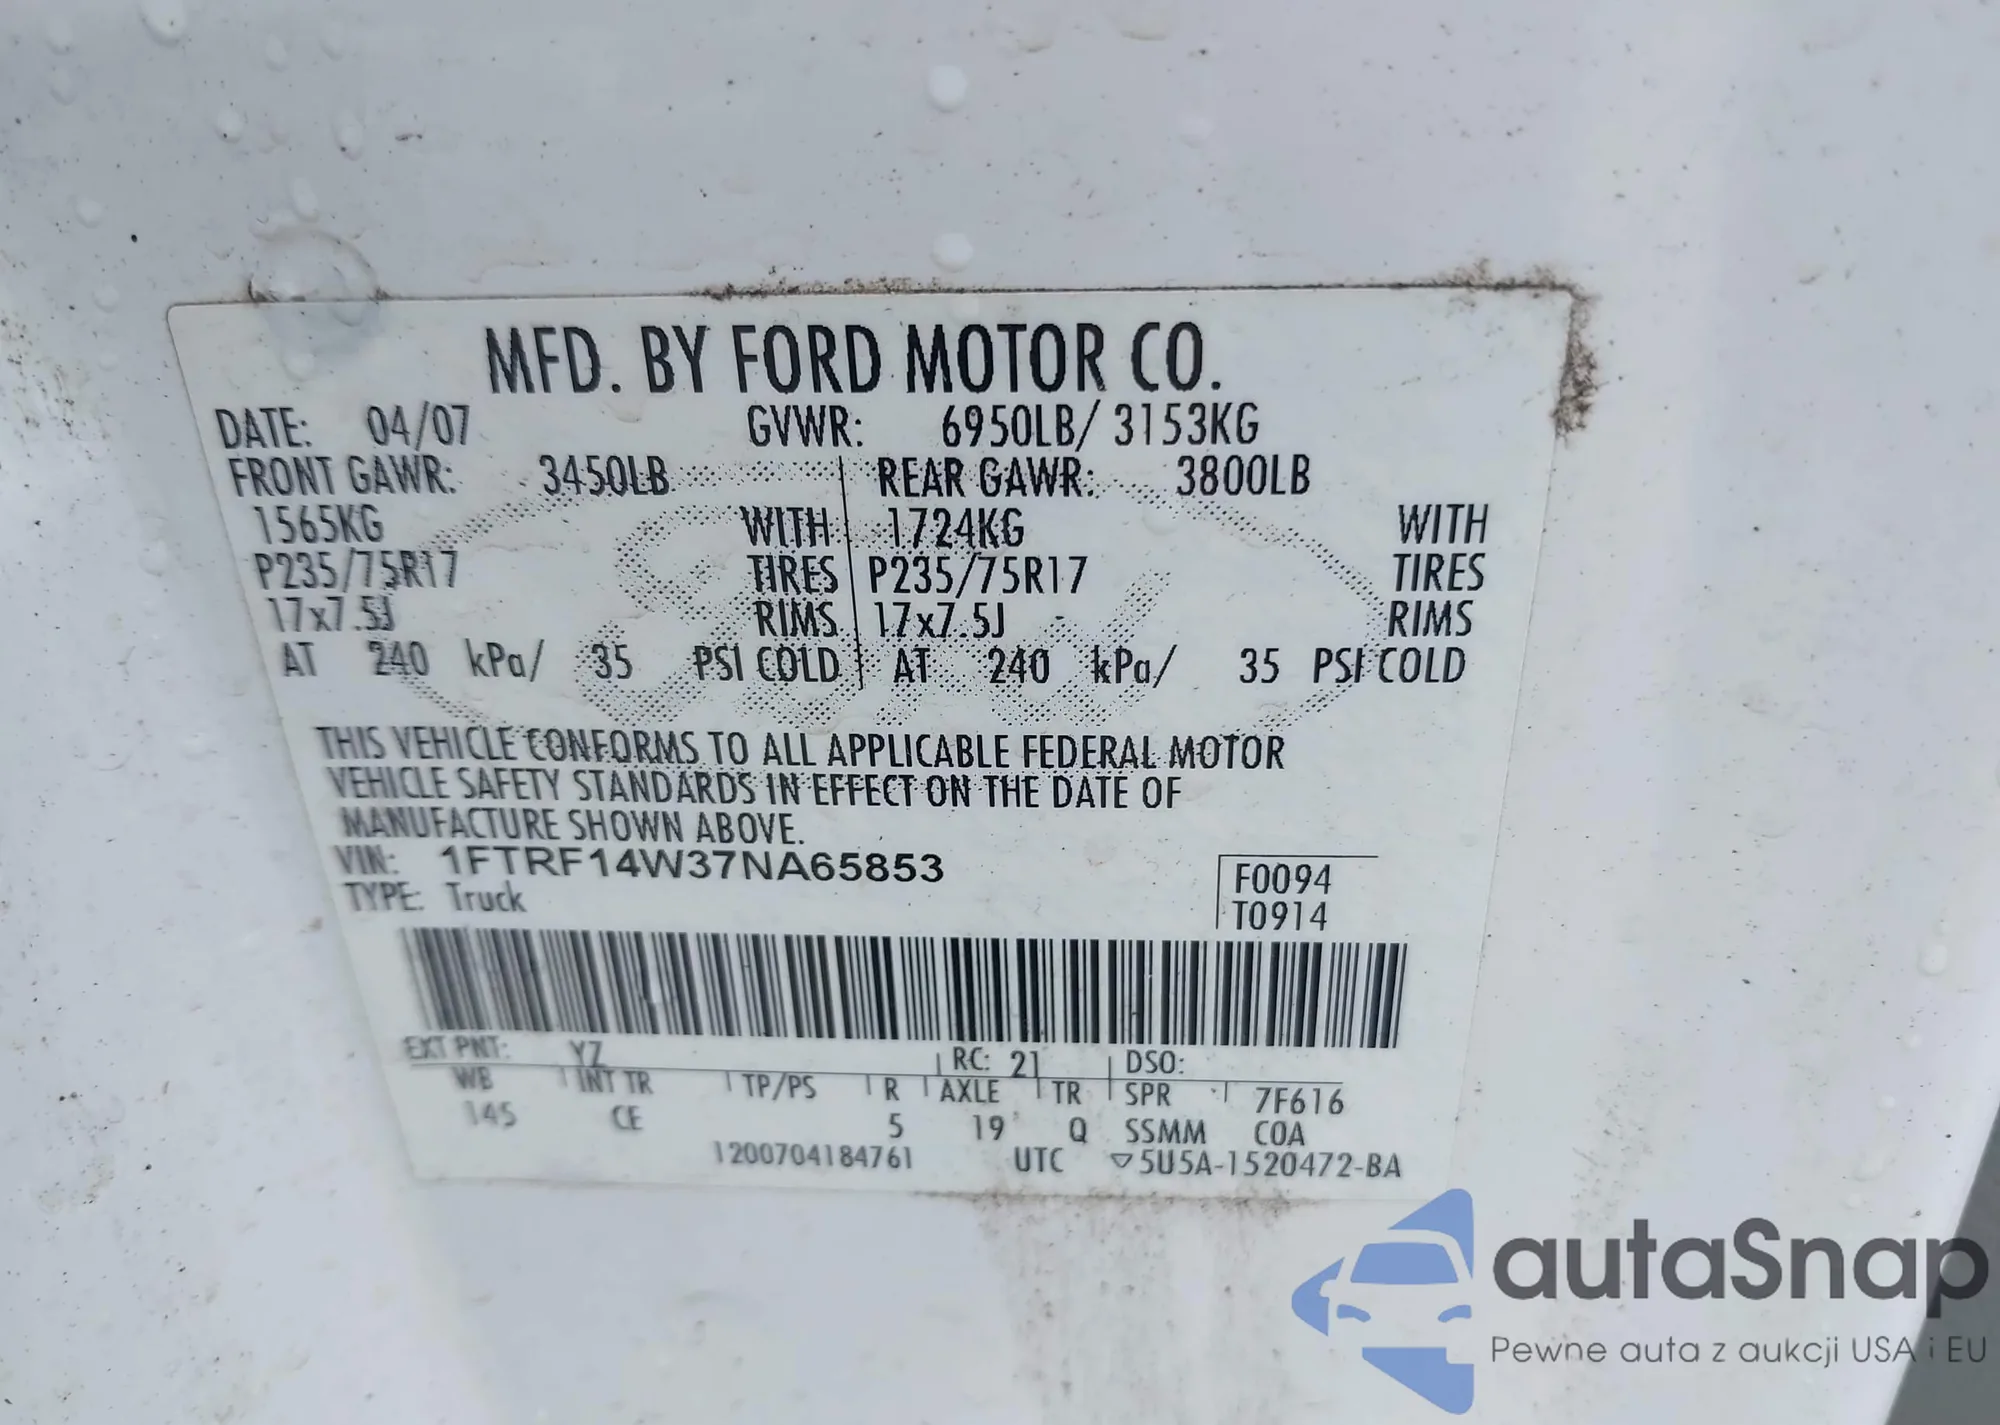 MFD. BY FORD MOTOR CO.
DATE: 04/07 GVWR: 6950LB/ 3153KG
FRONT GAWR: 3450LB REAR GAWR: 3800LB
1565KG WITH 1724KG WITH
P235/75R17 TIRES P235/75R17 TIRES
17x7.5J RIMS 17x7.5J RIMS
AT 240 kPa/ 35 PSI COLD AT 240 kPa/ 35 PSI COLD
THIS VEHICLE CONFORMS TO ALL APPLICABLE FEDERAL MOTOR
VEHICLE SAFETY STANDARDS IN EFFECT ON THE DATE OF
MANUFACTURE SHOWN ABOVE.
VIN: 1FTRF14W37NA65853
F0094
TYPE: Truck
T0914
EXT PNT: YZ RC: 21 DSO:
WB INT TR TP/PS R AXLE TR SPR 7F616
145 CE 5 19 Q SSMM COA
1200704184761 UTC ▽5U5A-1520472-BA
autaSnap
Pewne auta z aukcji USA i EU